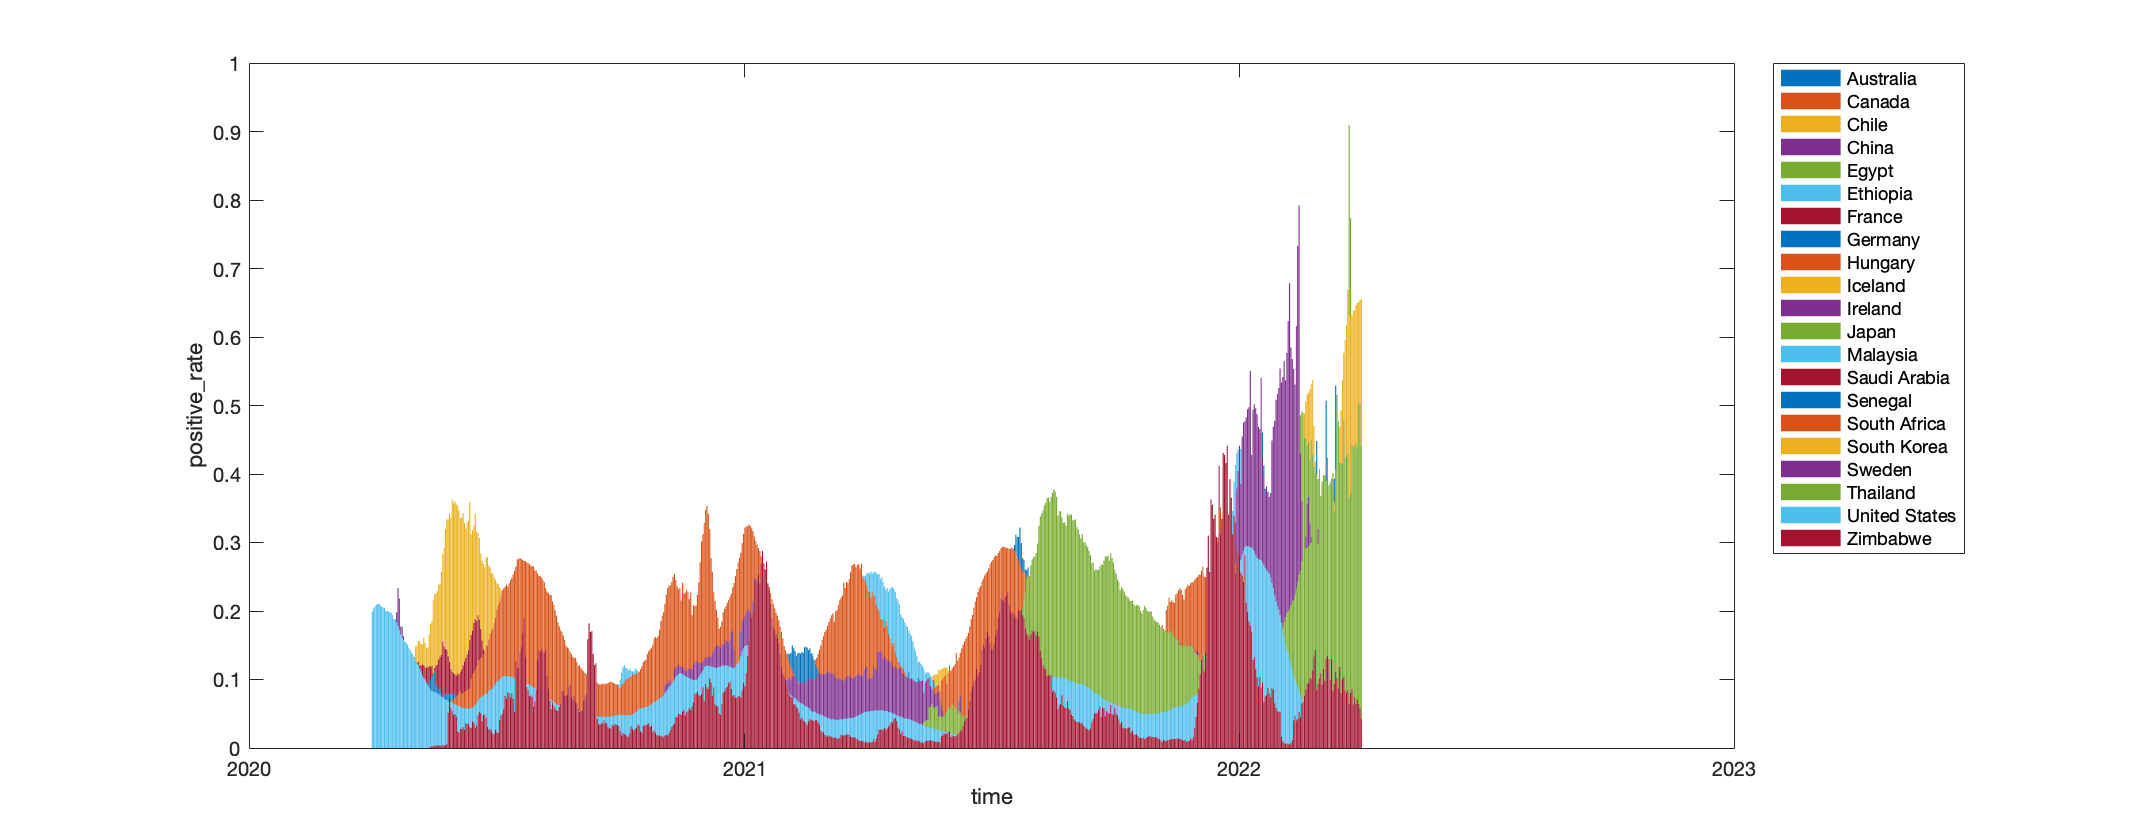 1
0.9
0.8
0.7
0.6
0.5
0.4
0.3
0.2
0.1
0
positive_rate
2020 2021 2022 2023
time
Australia
Canada
Chile
China
Egypt
Ethiopia
France
Germany
Hungary
Iceland
Ireland
Japan
Malaysia
Saudi Arabia
Senegal
South Africa
South Korea
Sweden
Thailand
United States
Zimbabwe